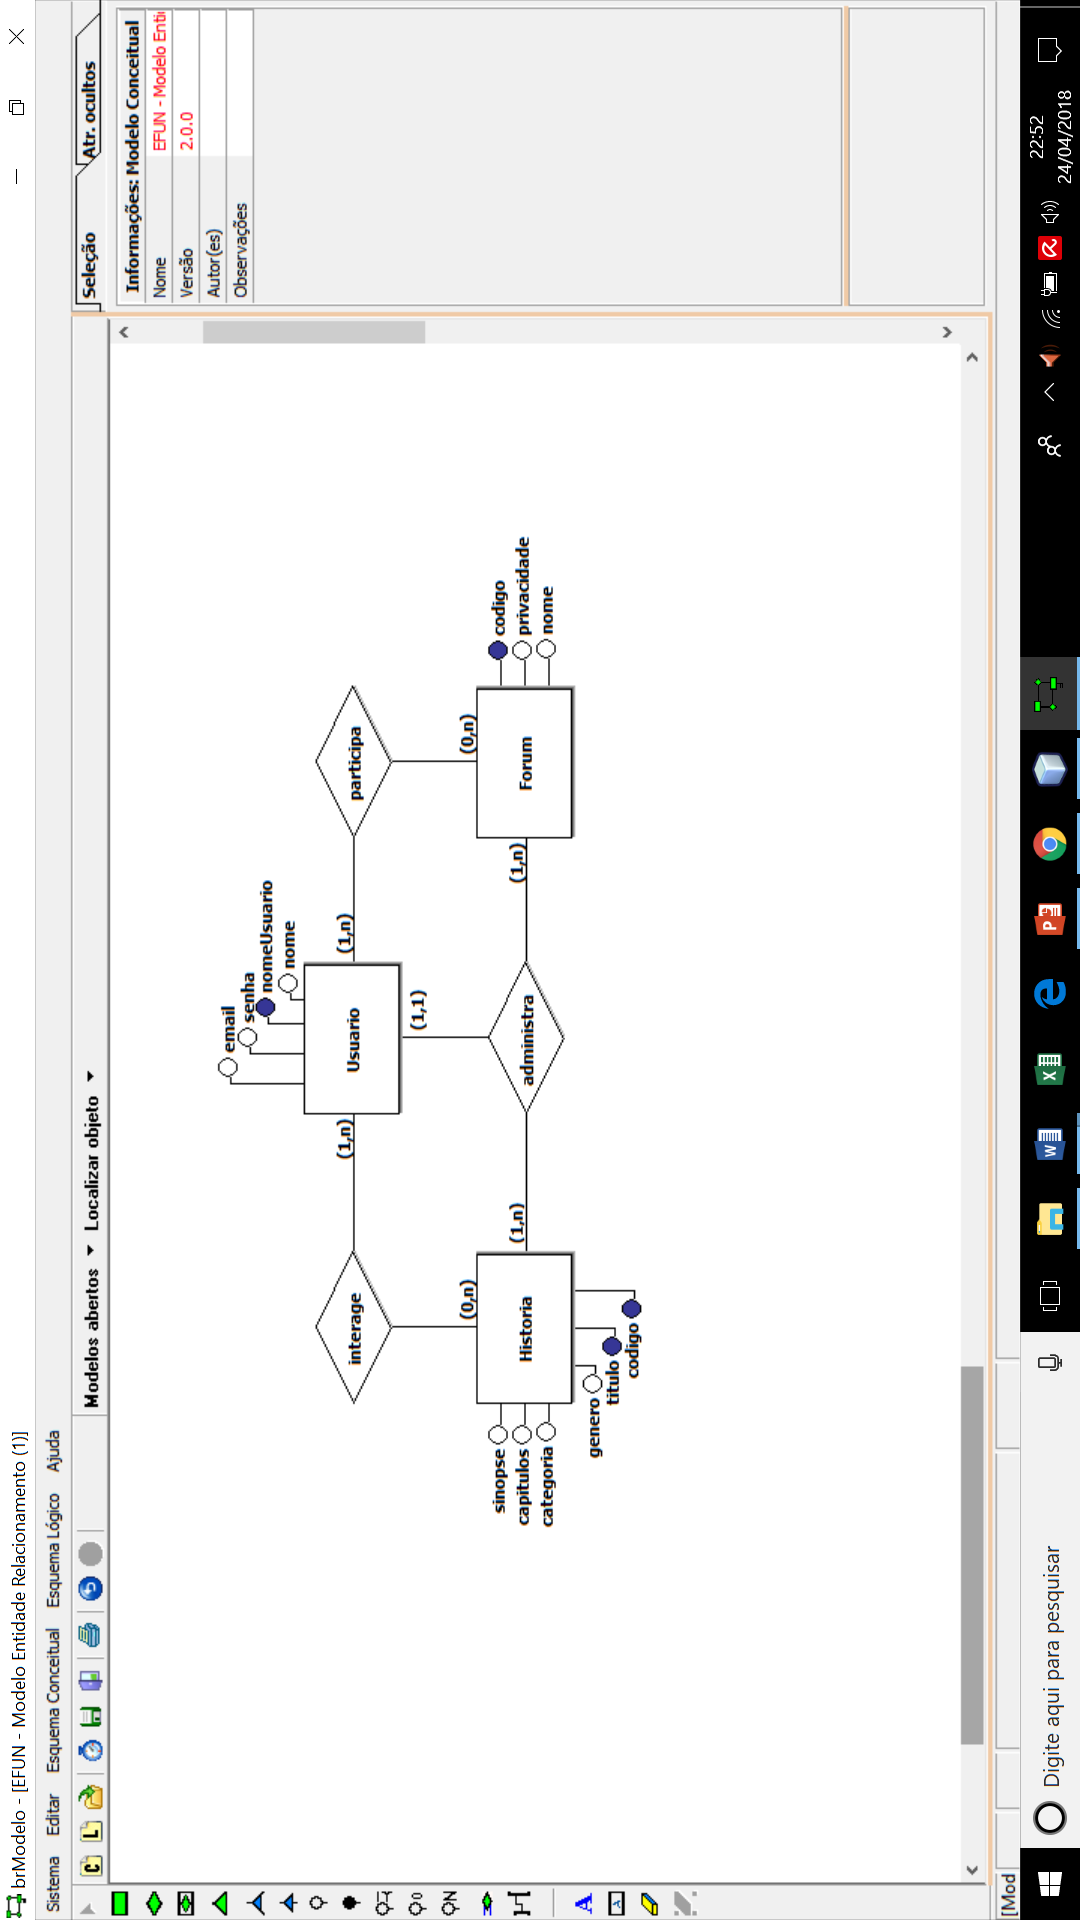 brModelo - [EFUN - Modelo Entidade Relacionamento (1)]
Sistema Editar Esquema Conceitual Esquema Lógico Ajuda
C L
Modelos abertos Localizar objeto
Seleção Atr. ocultos
Informações: Modelo Conceitual
Nome EFUN - Modelo Enti
Versão 2.0.0
Autor(es)
Observações
email
senha
nomeUsuario
nome
interage
(1,n)
Usuario
(1,n)
participa
(0,n)
(1,1)
(0,n)
sinopse
capitulos
categoria
Historia
(1,n)
administra
(1,n)
Forum
codigo
privacidade
nome
genero
titulo
codigo
[Mod
Digite aqui para pesquisar
22:52
24/04/2018